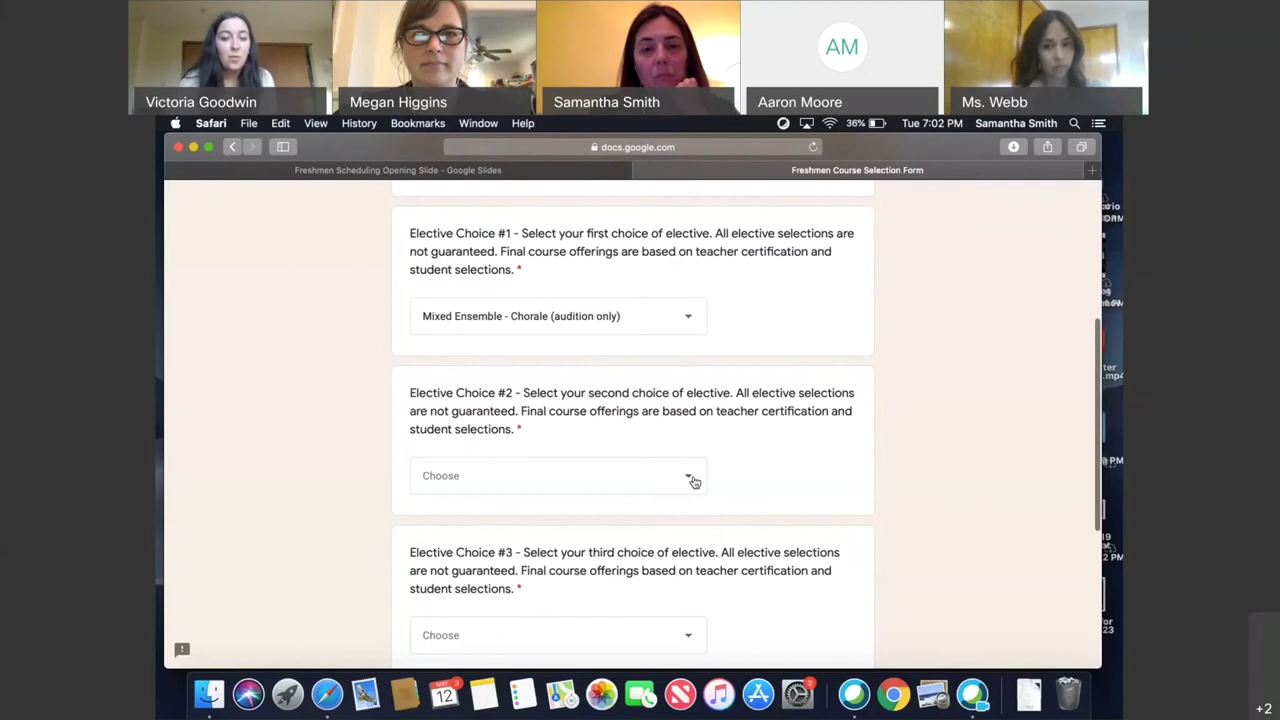 AM
Victoria Goodwin
Megan Higgins
Samantha Smith
Aaron Moore
Ms. Webb
Safari File Edit View History Bookmarks Window Help 36% Tue 7:02 PM Samantha Smith
docs.google.com
Freshmen Scheduling Opening Slide - Google Slides
Freshmen Course Selection Form
Elective Choice #1 - Select your first choice of elective. All elective selections are
not guaranteed. Final course offerings are based on teacher certification and
student selections. *
Mixed Ensemble - Chorale (audition only)
Elective Choice #2 - Select your second choice of elective. All elective selections
are not guaranteed. Final course offerings are based on teacher certification and
student selections. *
Choose
Elective Choice #3 - Select your third choice of elective. All elective selections
are not guaranteed. Final course offerings based on teacher certification and
student selections. *
Choose
12
3
2
+2